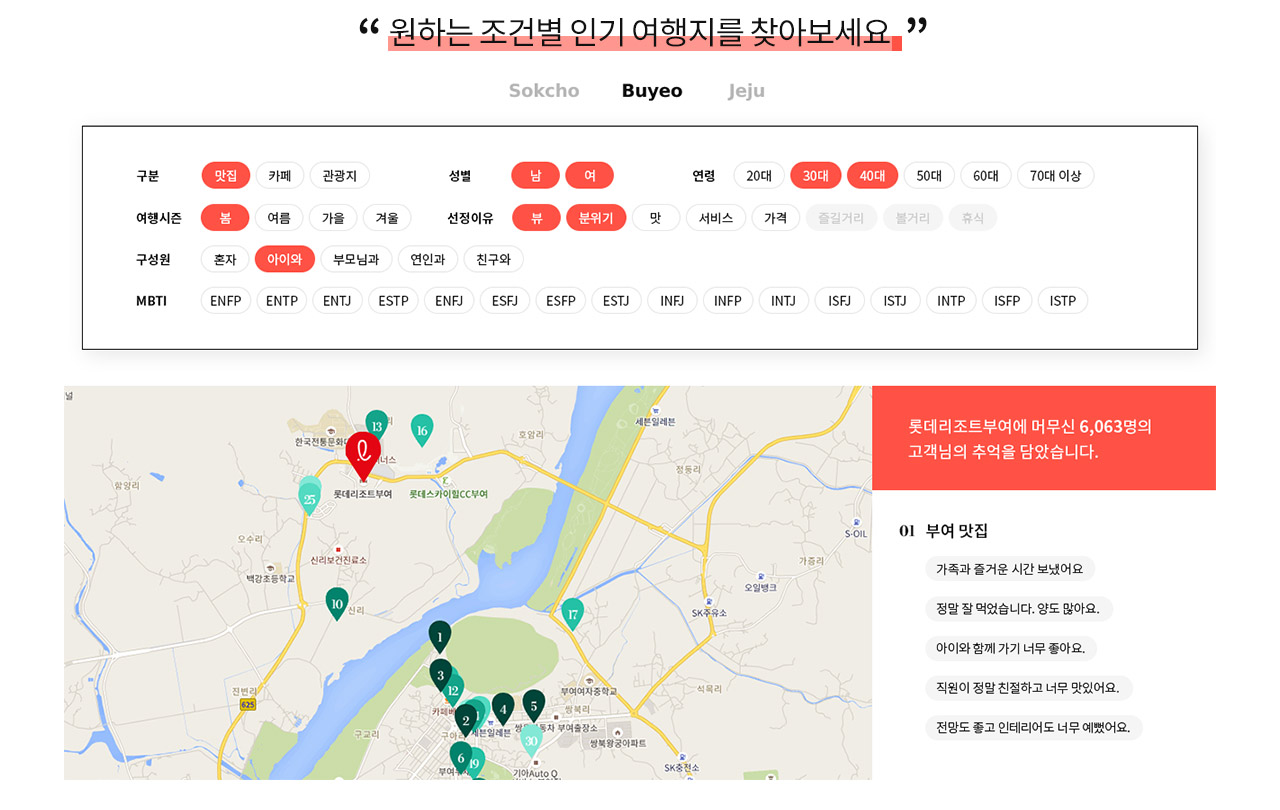 “ 원하는 조건별 인기 여행지를 찾아보세요 ”
Sokcho Buyeo Jeju
구분 맛집 카페 관광지 성별 남 여 연령 20대 30대 40대 50대 60대 70대 이상
여행시즌 봄 여름 가을 겨울 선정이유 뷰 분위기 맛 서비스 가격 즐길거리 볼거리 휴식
구성원 혼자 아이와 부모님과 연인과 친구와
MBTI ENFP ENTP ENTJ ESTP ENFJ ESFJ ESFP ESTJ INFJ INFP INTJ ISFJ ISTJ INTP ISFP ISTP
널
13
16
한국전통문화대
너스
롯데리조트부여
롯데스카이힐CC부여
호암리
세븐일레븐
정동리
함양리
25
오수리
신리보건진료소
백강초등학교
10
신리
S-OIL
가증리
오일뱅크
SK주유소
17
1
3
12
진변리
625
카페베
2
4
5
부여여자중학교
쌍북리
석목리
세븐일레븐
부여출장소
구교리
구아리
30
쌍북왕궁아파트
6
19
부여
기아Auto Q
SK충전소
롯데리조트부여에 머무신 6,063명의
고객님의 추억을 담았습니다.
01 부여 맛집
가족과 즐거운 시간 보냈어요
정말 잘 먹었습니다. 양도 많아요.
아이와 함께 가기 너무 좋아요.
직원이 정말 친절하고 너무 맛있어요.
전망도 좋고 인테리어도 너무 예뻤어요.